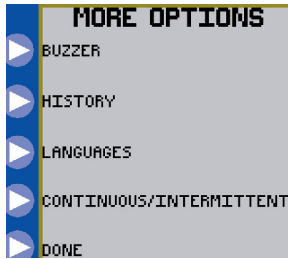 MORE OPTIONS
BUZZER
HISTORY
LANGUAGES
CONTINUOUS/INTERMITTENT
DONE